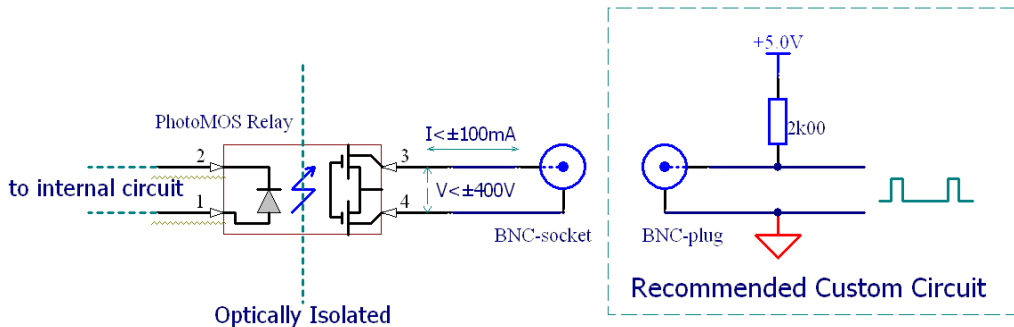 +5.0V
PhotoMOS Relay
I<±100mA
2k00
2
3
to internal circuit
V<±400V
1
4
BNC-socket
BNC-plug
Recommended Custom Circuit
Optically Isolated